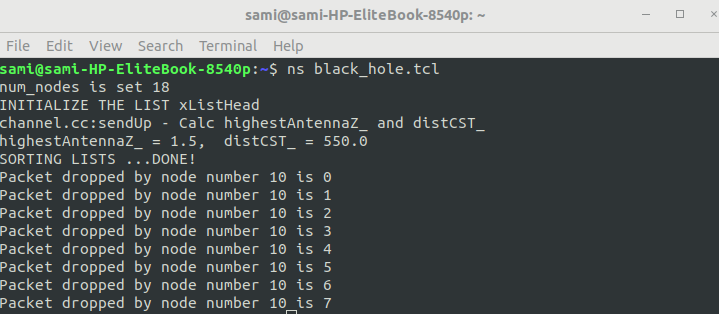 sami@sami-HP-EliteBook-8540p: ~
File Edit View Search Terminal Help
sami@sami-HP-EliteBook-8540p:~$ ns black_hole.tcl
num_nodes is set 18
INITIALIZE THE LIST xListHead
channel.cc:sendUp - Calc highestAntennaZ_ and distCST_
highestAntennaZ_ = 1.5,  distCST_ = 550.0
SORTING LISTS ...DONE!
Packet dropped by node number 10 is 0
Packet dropped by node number 10 is 1
Packet dropped by node number 10 is 2
Packet dropped by node number 10 is 3
Packet dropped by node number 10 is 4
Packet dropped by node number 10 is 5
Packet dropped by node number 10 is 6
Packet dropped by node number 10 is 7